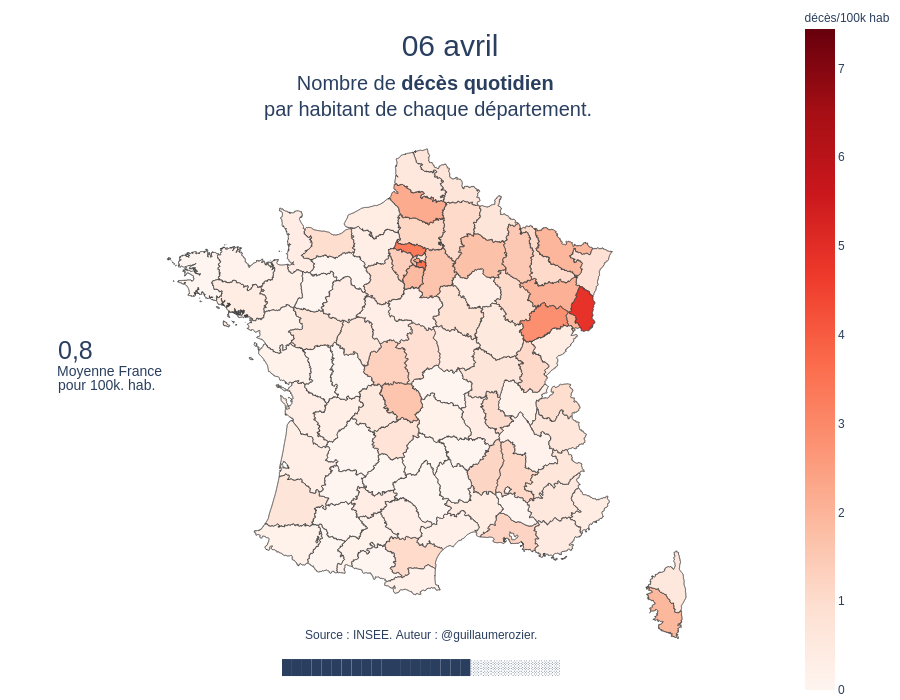 décès/100k hab
06 avril
Nombre de décès quotidien
par habitant de chaque département.
7
6
5
4
3
2
1
0
0,8
Moyenne France
pour 100k. hab.
Source : INSEE. Auteur : @guillaumerozier.